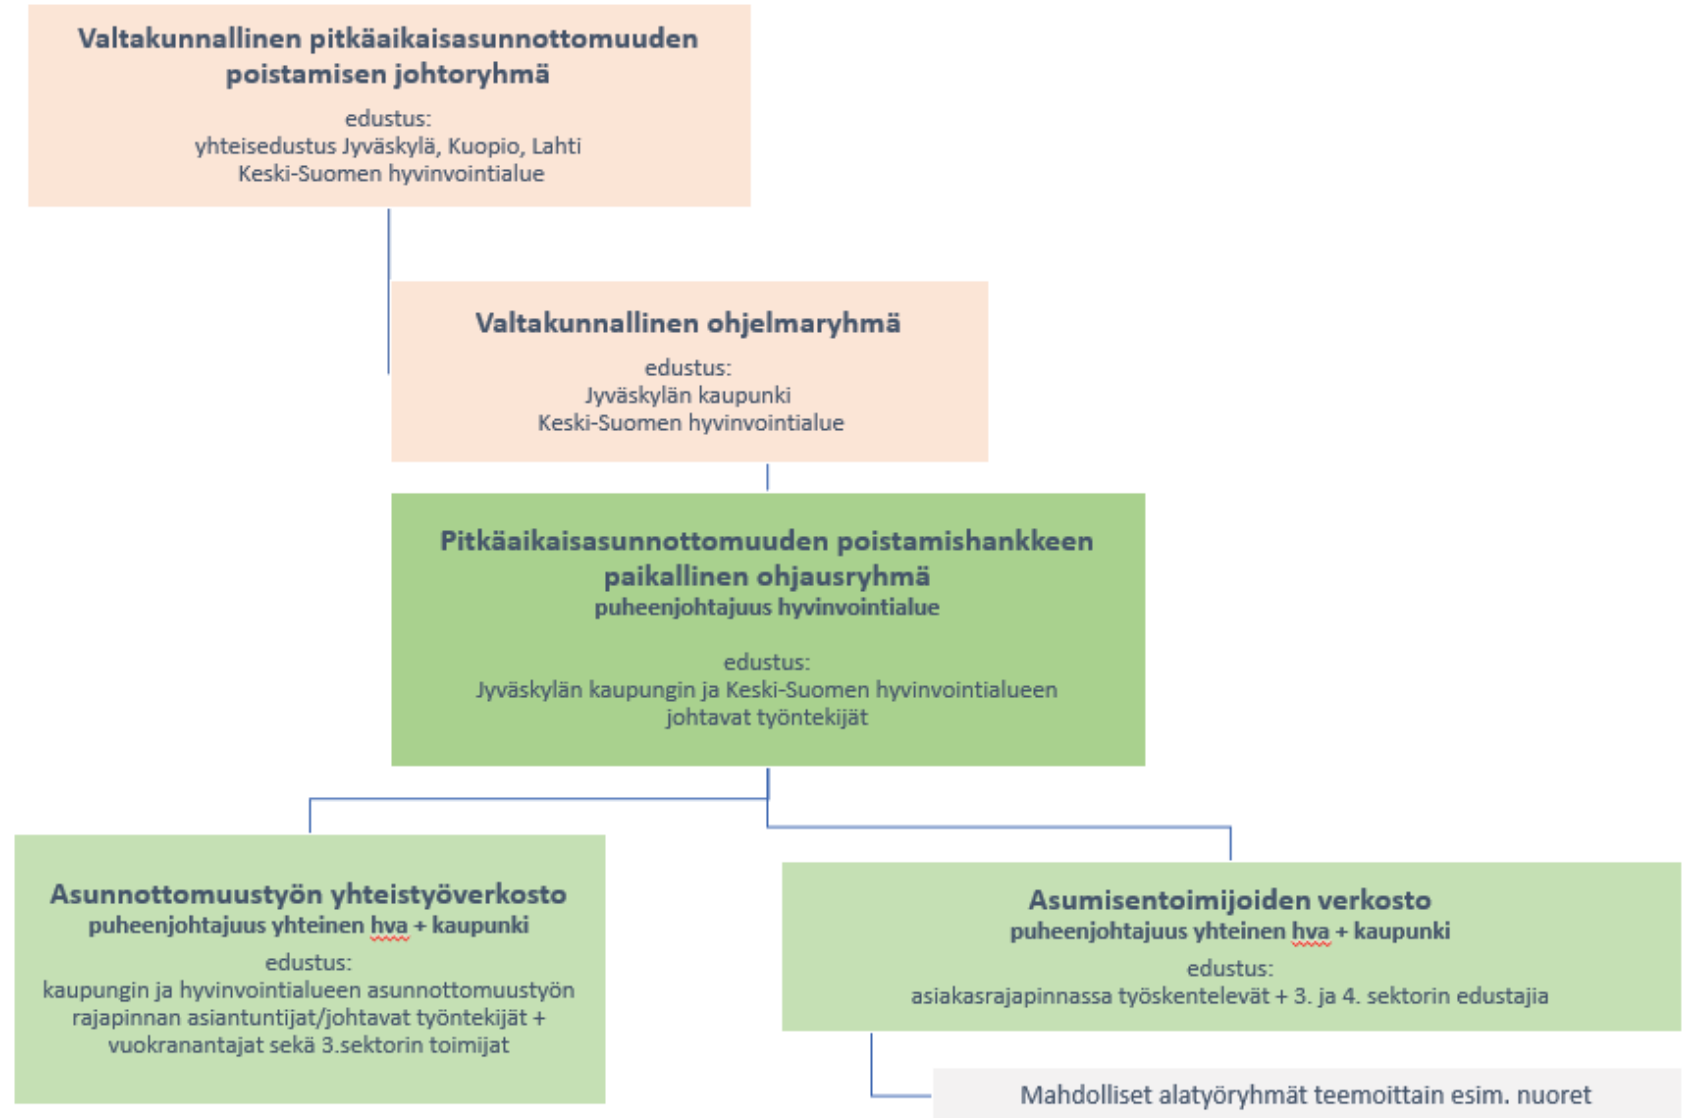 Valtakunnallinen pitkäaikaisasunnottomuuden
poistamisen johtoryhmä
edustus:
yhteisedustus Jyväskylä, Kuopio, Lahti
Keski-Suomen hyvinvointialue
Valtakunnallinen ohjelmaryhmä
edustus:
Jyväskylän kaupunki
Keski-Suomen hyvinvointialue
Pitkäaikaisasunnottomuuden poistamishankkeen
paikallinen ohjausryhmä
puheenjohtajuus hyvinvointialue
edustus:
Jyväskylän kaupungin ja Keski-Suomen hyvinvointialueen
johtavat työntekijät
Asunnottomuustyön yhteistyöverkosto
puheenjohtajuus yhteinen hva + kaupunki
edustus:
kaupungin ja hyvinvointialueen asunnottomuustyön
rajapinnan asiantuntijat/johtavat työntekijät +
vuokranantajat sekä 3.sektorin toimijat
Asumisentoimijoiden verkosto
puheenjohtajuus yhteinen hva + kaupunki
edustus:
asiakasrajapinnassa työskentelevät + 3. ja 4. sektorin edustajia
Mahdolliset alatyöryhmät teemoittain esim. nuoret